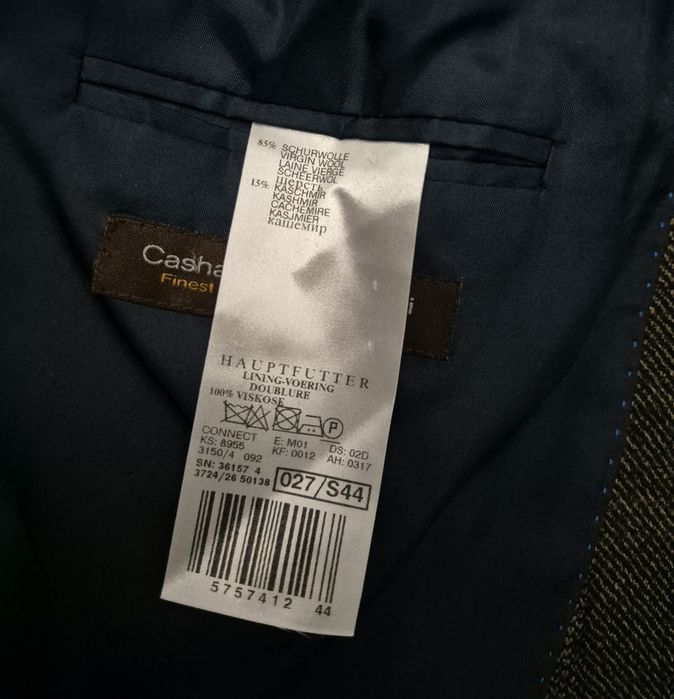 85% SCHURWOLLE
VIRGIN WOOL
LAINE VIERGE
SCHEERWOL
шерсть
15% KASCHMIR
KASHMIR
CACHEMIRE
KASJMIER
кашемир
Casha
Finest
i
HAUPTFUTTER
LINING-VOERING
DOUBLURE
100% VISKOSE
P
CONNECT E: M01 DS: 02D
KS: 8955 KF: 0012 AH: 0317
3150/4 092
SN: 36157 4
3724/26 50138 027/S44
5757412 44